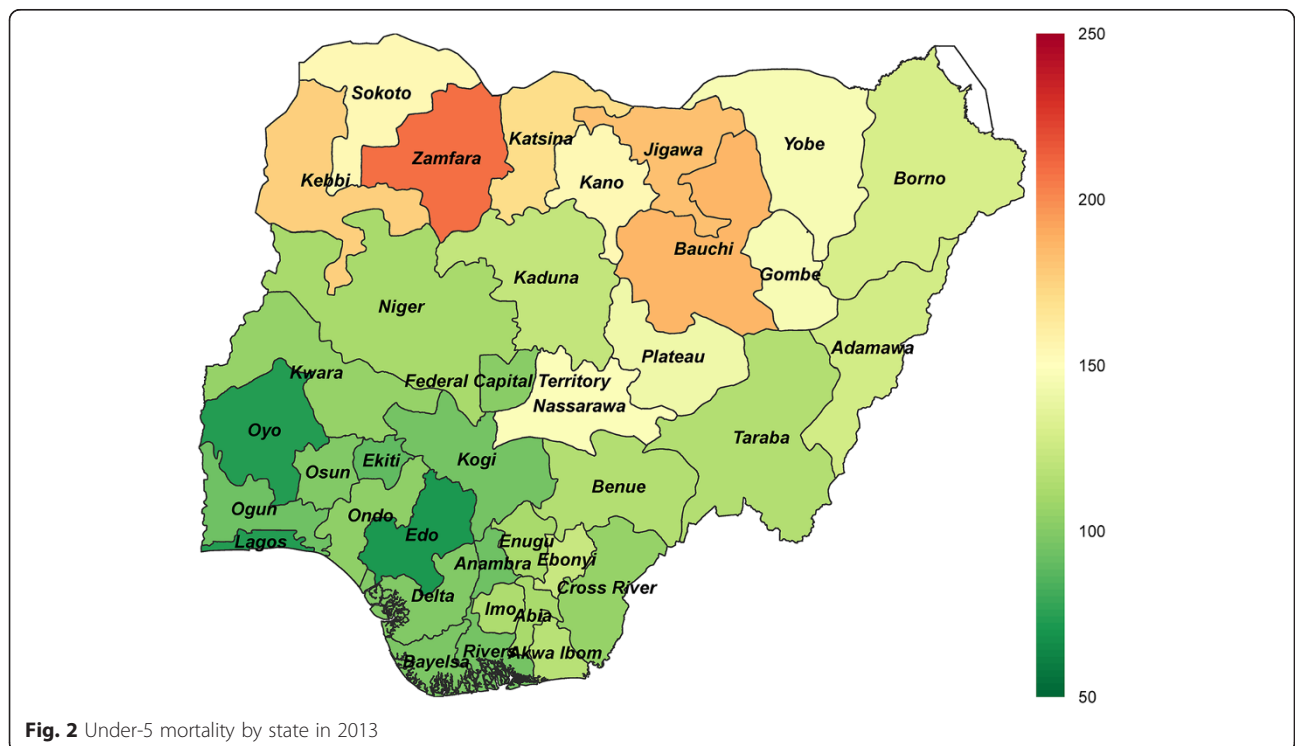 250
Sokoto
Katsina
Zamfara
Jigawa
Yobe
Kebbi
Kano
Borno
200
Bauchi
Gombe
Kaduna
Niger
Plateau
Adamawa
150
Kwara
Federal Capital Territory
Nassarawa
Oyo
Taraba
Osun
Ekiti
Kogi
Benue
Ogun
Ondo
Edo
100
Lagos
Enugu
Anambra
Ebonyi
Cross River
Delta
Imo
Abia
Bayelsa
Rivers
Akwa Ibom
50
Fig. 2 Under-5 mortality by state in 2013